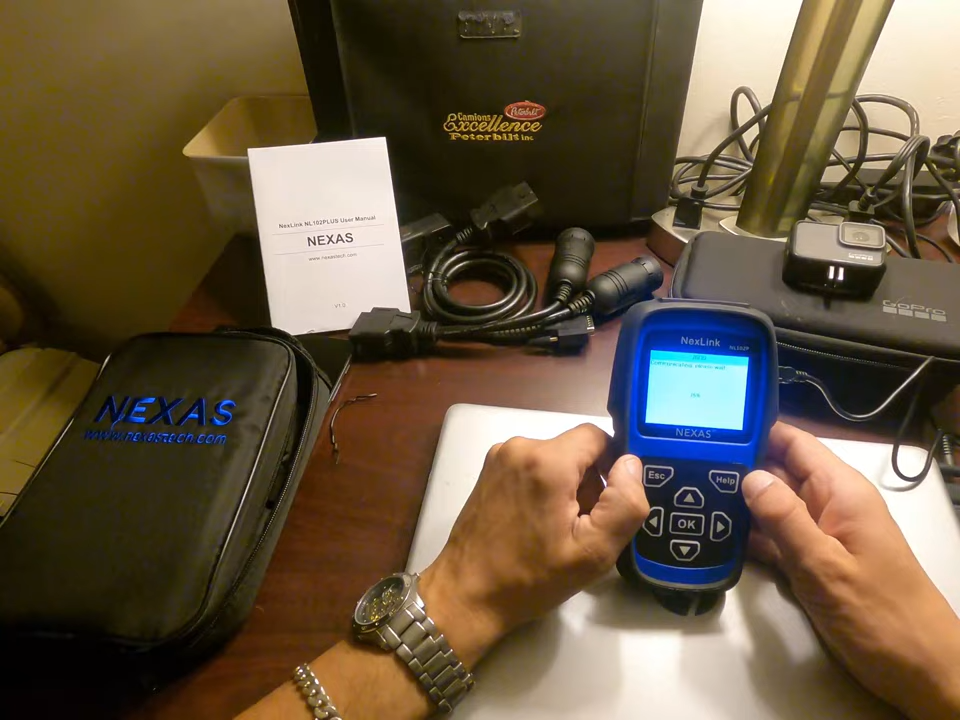 Peterbilt
Camions
Excellence
Peterbilt Inc
NexLink NL102PLUS User Manual
NEXAS
www.nexastech.com
V1.0
GoPro
NexLink
NL102P
NEXAS
Esc
Help
OK
NEXAS
www.nexastech.com